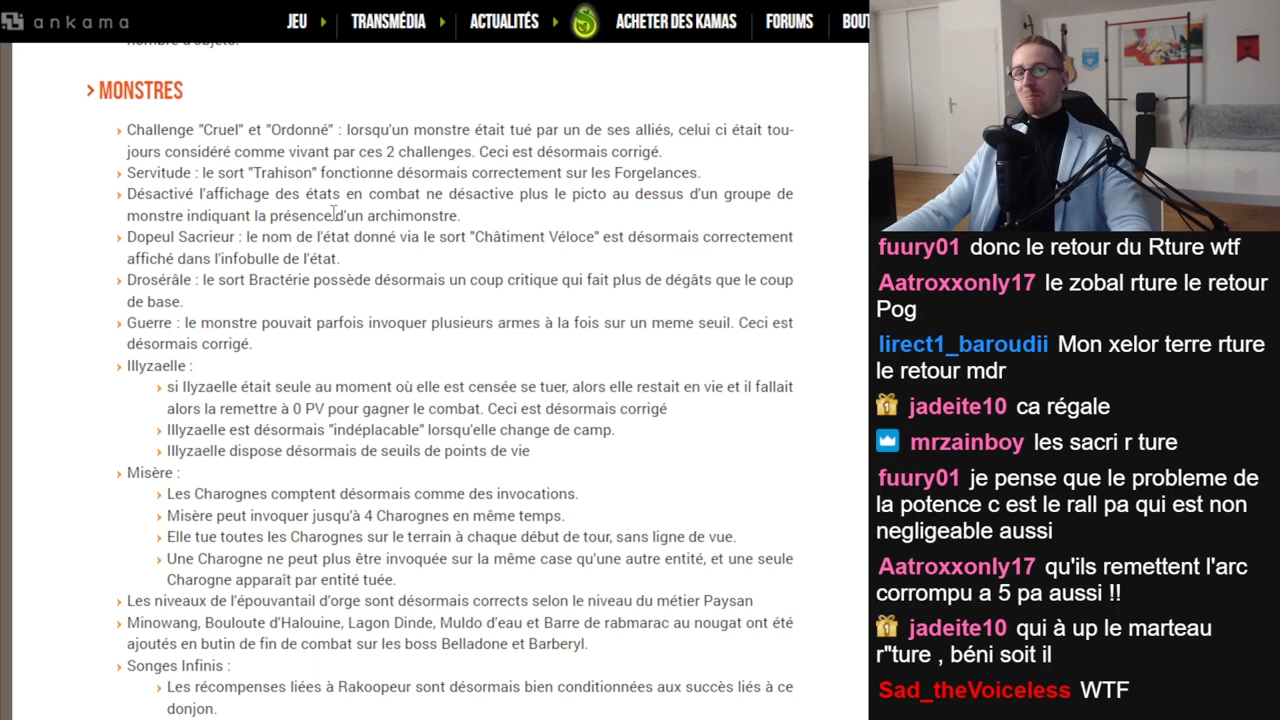 ankama
JEU
TRANSMÉDIA
ACTUALITÉS
ACHETER DES KAMAS
FORUMS
BOUT
nombre d'objeto.
MONSTRES
Challenge "Cruel" et "Ordonné" : lorsqu'un monstre était tué par un de ses alliés, celui ci était tou-
jours considéré comme vivant par ces 2 challenges. Ceci est désormais corrigé.
Servitude : le sort "Trahison" fonctionne désormais correctement sur les Forgelances.
Désactivé l'affichage des états en combat ne désactive plus le picto au dessus d'un groupe de
monstre indiquant la présence d'un archimonstre.
Dopeul Sacrieur : le nom de l'état donné via le sort "Châtiment Véloce" est désormais correctement
affiché dans l'infobulle de l'état.
Drosérâle : le sort Bractérie possède désormais un coup critique qui fait plus de dégâts que le coup
de base.
Guerre : le monstre pouvait parfois invoquer plusieurs armes à la fois sur un meme seuil. Ceci est
désormais corrigé.
Illyzaelle :
si Ilyzaelle était seule au moment où elle est censée se tuer, alors elle restait en vie et il fallait
alors la remettre à 0 PV pour gagner le combat. Ceci est désormais corrigé
Illyzaelle est désormais "indéplacable" lorsqu'elle change de camp.
Illyzaelle dispose désormais de seuils de points de vie
Misère :
Les Charognes comptent désormais comme des invocations.
Misère peut invoquer jusqu'à 4 Charognes en même temps.
Elle tue toutes les Charognes sur le terrain à chaque début de tour, sans ligne de vue.
Une Charogne ne peut plus être invoquée sur la même case qu'une autre entité, et une seule
Charogne apparaît par entité tuée.
Les niveaux de l'épouvantail d'orge sont désormais corrects selon le niveau du métier Paysan
Minowang, Bouloute d'Halouine, Lagon Dinde, Muldo d'eau et Barre de rabmarac au nougat ont été
ajoutés en butin de fin de combat sur les boss Belladone et Barberyl.
Songes Infinis :
Les récompenses liées à Rakoopeur sont désormais bien conditionnées aux succès liés à ce
donjon.
fuury01 donc le retour du Rture wtf
Aatroxxonly17 le zobal rture le retour
Pog
lirect1_baroudii Mon xelor terre rture
le retour mdr
jadeite10 ca régale
mrzainboy les sacri r ture
fuury01 je pense que le probleme de
la potence c est le rall pa qui est non
negligeable aussi
Aatroxxonly17 qu'ils remettent l'arc
corrompu a 5 pa aussi !!
jadeite10 qui à up le marteau
r"ture , béni soit il
Sad_theVoiceless WTF